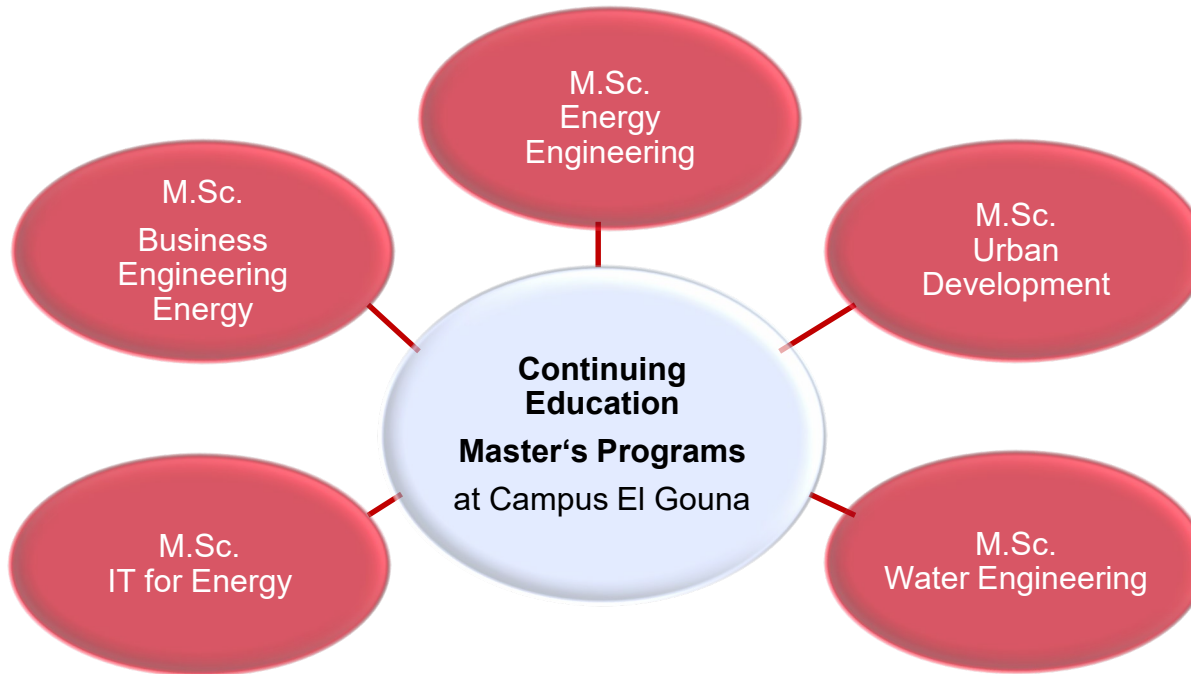 M.Sc.
Energy
Engineering
M.Sc.
Business
Engineering
Energy
M.Sc.
Urban
Development
Continuing
Education
Master‘s Programs
at Campus El Gouna
M.Sc.
IT for Energy
M.Sc.
Water Engineering